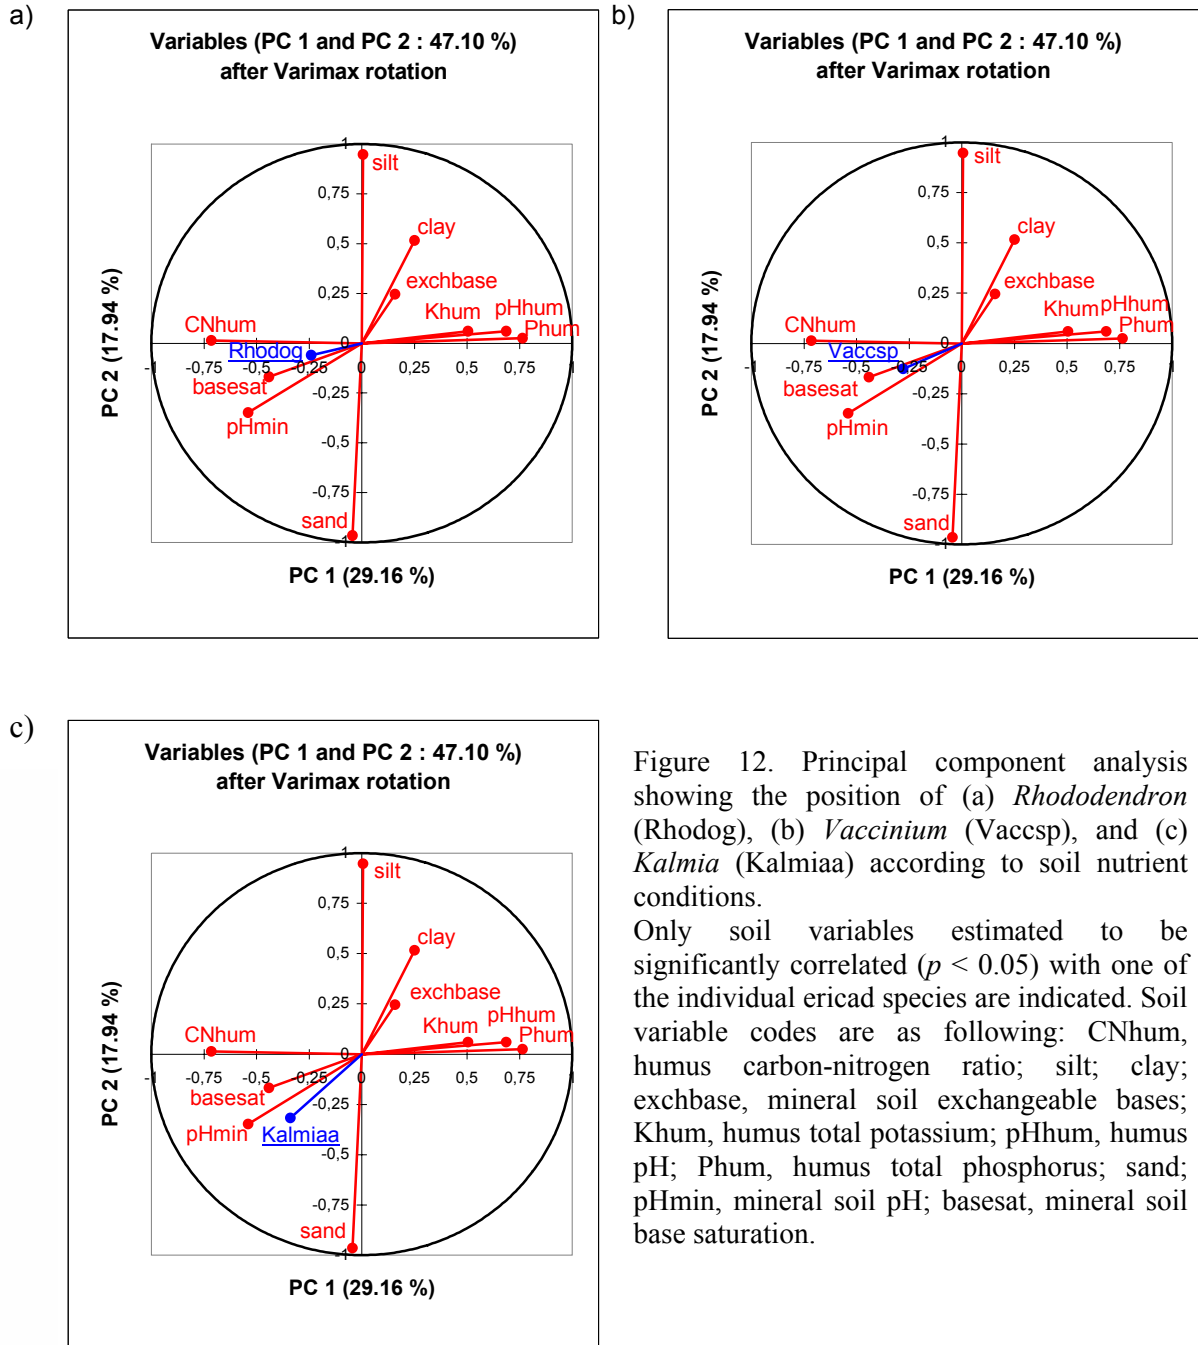 a)
Variables (PC 1 and PC 2 : 47.10 %)
after Varimax rotation
1
silt
0,75
0,5
clay
0,25
exchbase
Khum
pHhum
Phum
CNhum
0
Rhodog
-1 -0,75 -0,5 -0,25 0 0,25 0,5 0,75 1
basesat
-0,25
pHmin
-0,5
-0,75
sand
-1
PC 2 (17.94 %)
PC 1 (29.16 %)
b)
Variables (PC 1 and PC 2 : 47.10 %)
after Varimax rotation
1
silt
0,75
0,5
clay
0,25
exchbase
Khum
pHhum
Phum
CNhum
0
Vaccsp
-1 -0,75 -0,5 -0,25 0 0,25 0,5 0,75 1
basesat
-0,25
pHmin
-0,5
-0,75
sand
-1
PC 2 (17.94 %)
PC 1 (29.16 %)
c)
Variables (PC 1 and PC 2 : 47.10 %)
after Varimax rotation
1
silt
0,75
0,5
clay
0,25
exchbase
Khum
pHhum
Phum
CNhum
0
-1 -0,75 -0,5 -0,25 0 0,25 0,5 0,75 1
basesat
-0,25
pHmin
Kalmiaa
-0,5
-0,75
sand
-1
PC 2 (17.94 %)
PC 1 (29.16 %)
Figure 12. Principal component analysis
showing the position of (a) Rhododendron
(Rhodog), (b) Vaccinium (Vaccsp), and (c)
Kalmia (Kalmiaa) according to soil nutrient
conditions.
Only soil variables estimated to be
significantly correlated (p < 0.05) with one of
the individual ericad species are indicated. Soil
variable codes are as following: CNhum,
humus carbon-nitrogen ratio; silt; clay;
exchbase, mineral soil exchangeable bases;
Khum, humus total potassium; pHhum, humus
pH; Phum, humus total phosphorus; sand;
pHmin, mineral soil pH; basesat, mineral soil
base saturation.